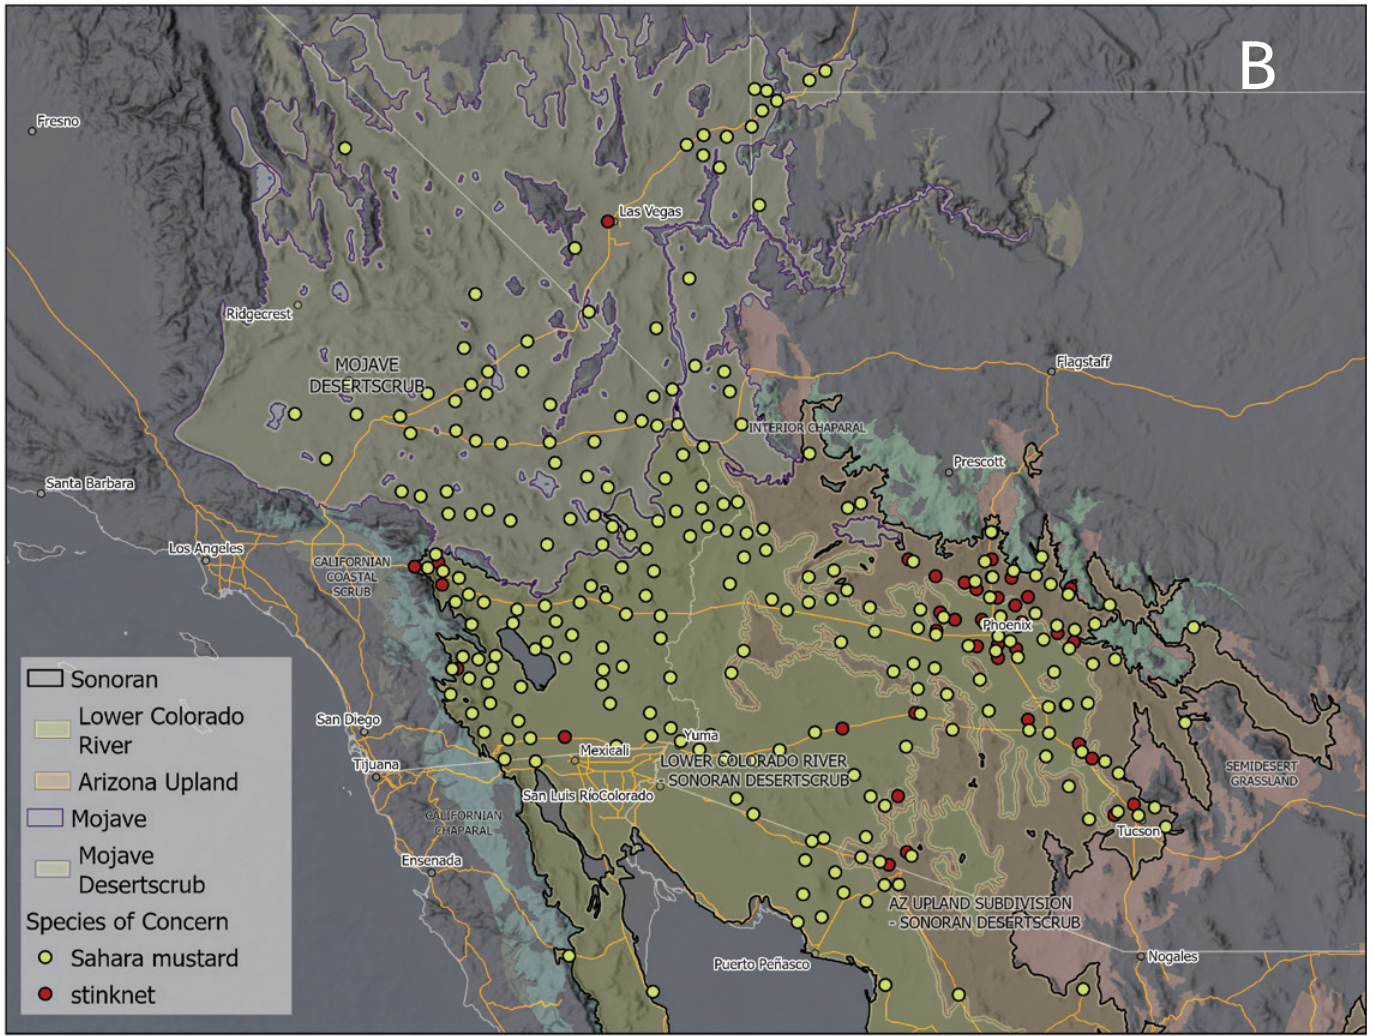 B
Fresno
Las Vegas
Ridgecrest
MOJAVE
DESERTSCRUB
Flagstaff
INTERIOR CHAPARAL
Prescott
Santa Barbara
Los Angeles
CALIFORNIAN
COASTAL
SCRUB
Phoenix
San Diego
Tijuana
Mexicali
Yuma
LOWER COLORADO RIVER
- SONORAN DESERTSCRUB
San Luis RíoColorado
SEMIDESERT
GRASSLAND
CALIFORNIAN
CHAPARAL
Tucson
Ensenada
AZ UPLAND SUBDIVISION
- SONORAN DESERTSCRUB
Puerto Peñasco
Nogales
Sonoran
Lower Colorado
River
Arizona Upland
Mojave
Mojave
Desertscrub
Species of Concern
Sahara mustard
stinknet